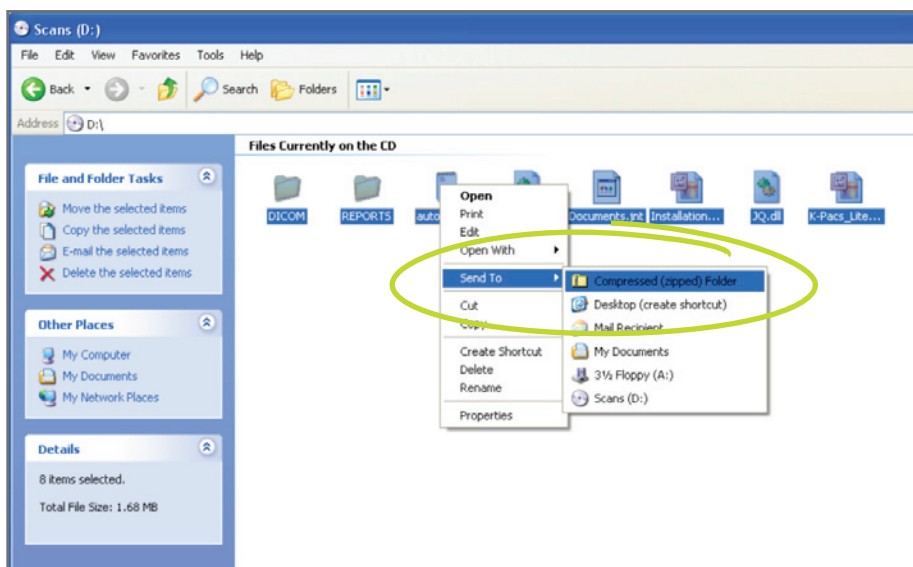 Scans (D:)
File Edit View Favorites Tools Help
Back Search Folders
Address D:\
Files Currently on the CD
File and Folder Tasks
Move the selected items
Copy the selected items
E-mail the selected items
Delete the selected items
Other Places
My Computer
My Documents
My Network Places
Details
8 items selected.
Total File Size: 1.68 MB
DICOM REPORTS auto Documents.jnt Installation... JQ.dll K-Pacs_Lite...
Open
Print
Edit
Open With
Send To
Cut
Copy
Create Shortcut
Delete
Rename
Properties
Compressed (zipped) Folder
Desktop (create shortcut)
Mail Recipient
My Documents
3½ Floppy (A:)
Scans (D:)